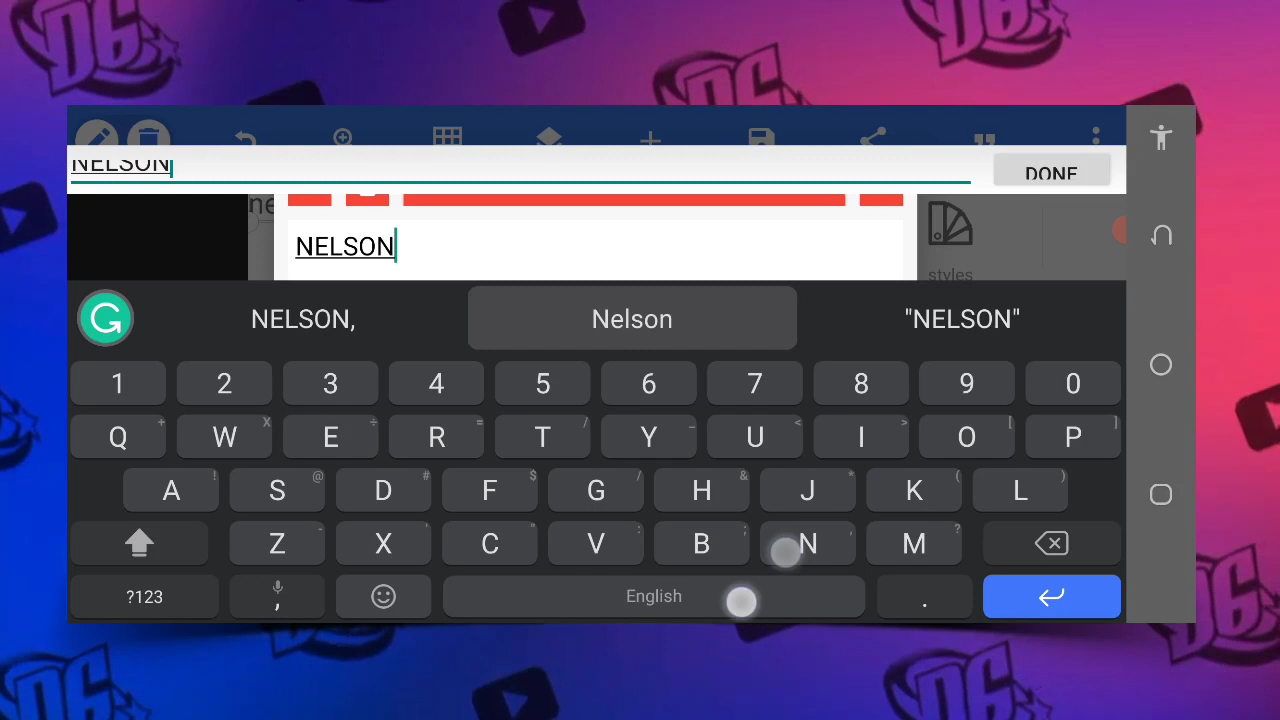 NELSON
DONE
ne
NELSON
styles
NELSON, Nelson "NELSON"
1 2 3 4 5 6 7 8 9 0
Q + W X E ÷ R = T / Y _ U < I > O [ P ]
A ! S @ D # F $ G / H & J * K ( L )
Z - X ' C " V : B ; N , M ?
?123 , English .